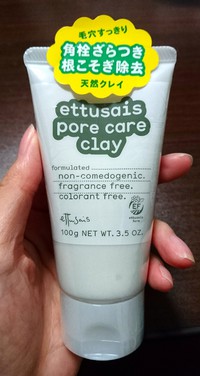 毛穴すっきり
角栓ざらつき
根こそぎ除去
天然クレイ
ettusais
pore care
clay
formulated
non-comedogenic.
fragrance free.
colorant free.
EF
ettusais
100g NET WT. 3.5 OZ.